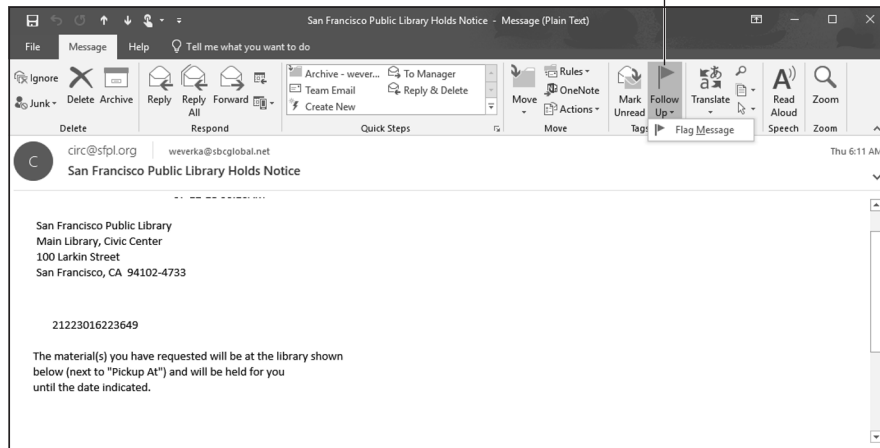 San Francisco Public Library Holds Notice - Message (Plain Text)
File Message Help Tell me what you want to do
Ignore
Junk
Delete Archive
Delete
Reply Reply All Forward
Respond
Archive - wever... To Manager
Team Email Reply & Delete
Create New
Quick Steps
Move
Rules
OneNote
Actions
Move
Mark Unread
Follow Up
Tags
Flag Message
Translate
Read Aloud
Speech
Zoom
Zoom
C
circ@sfpl.org weverka@sbcglobal.net
Thu 6:11 AM
San Francisco Public Library Holds Notice
San Francisco Public Library
Main Library, Civic Center
100 Larkin Street
San Francisco, CA 94102-4733
21223016223649
The material(s) you have requested will be at the library shown
below (next to "Pickup At") and will be held for you
until the date indicated.